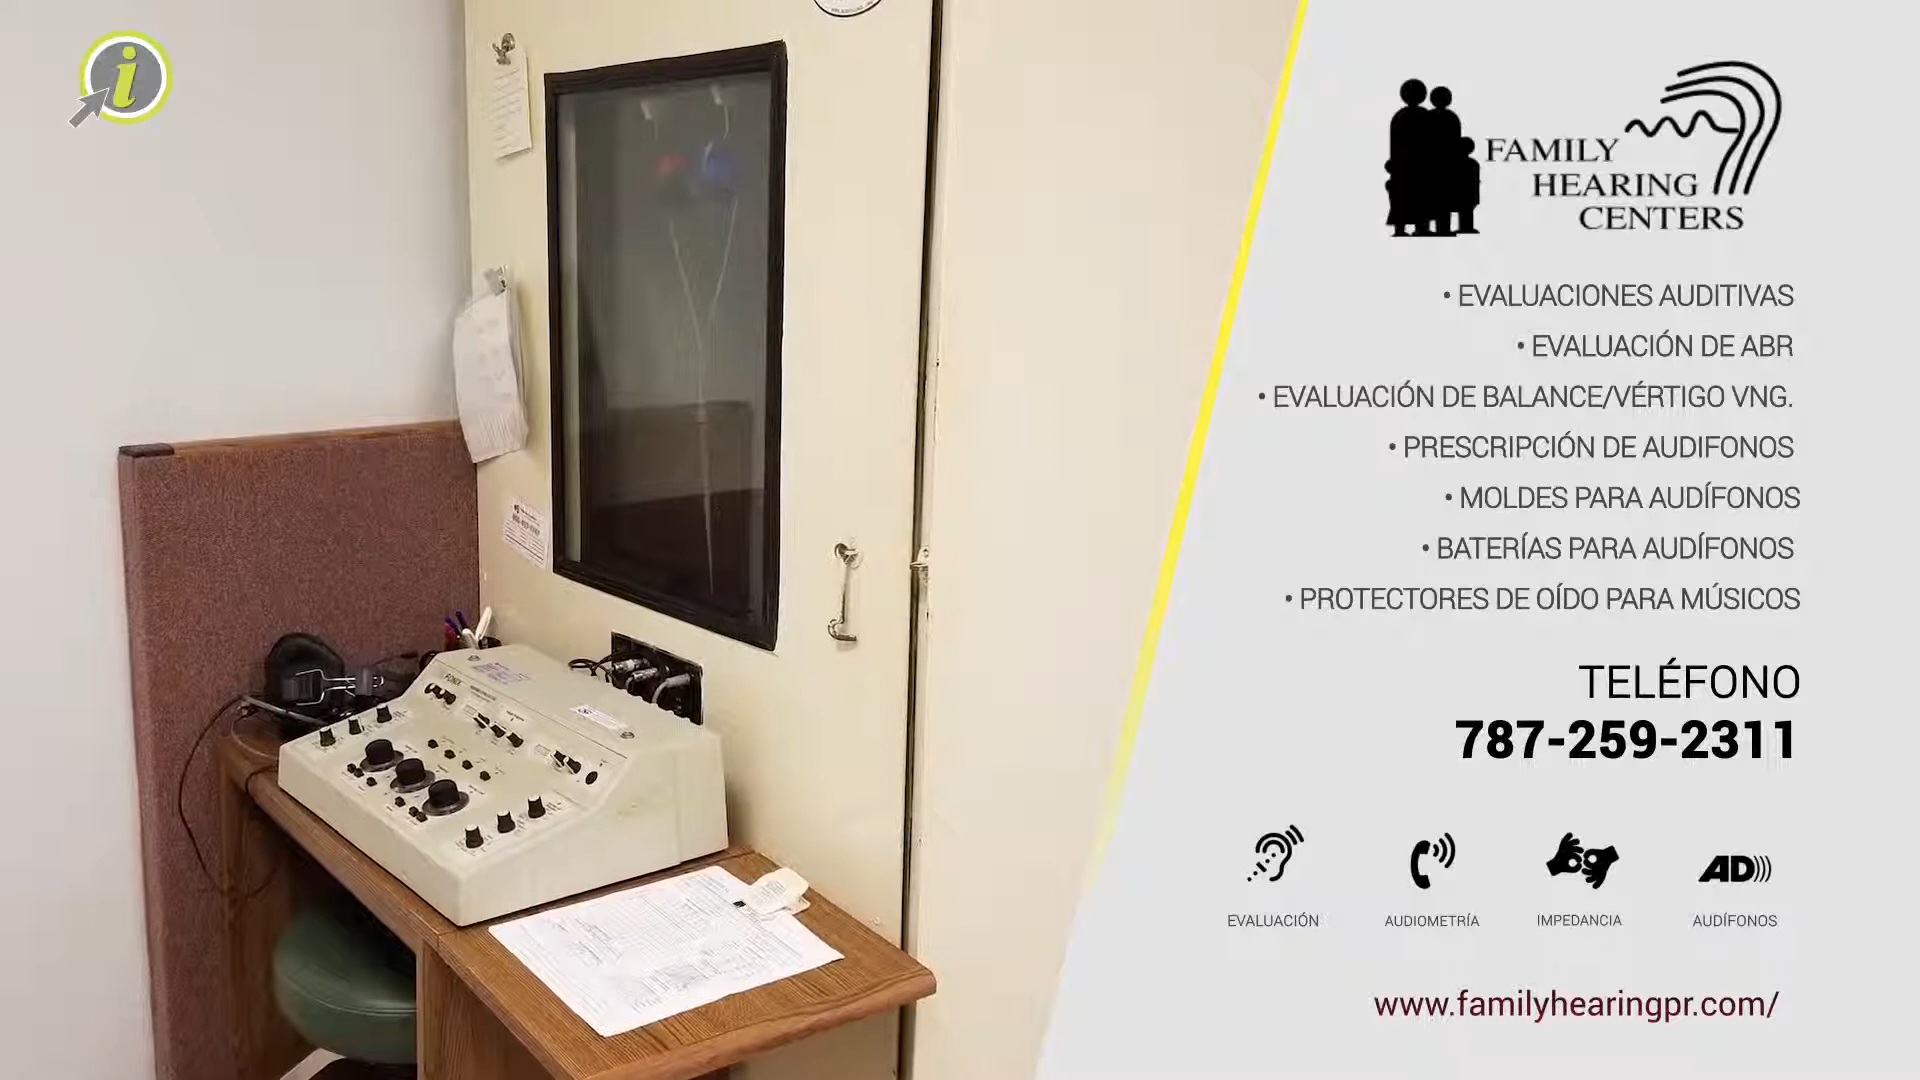 i
FAMILY
HEARING
CENTERS
• EVALUACIONES AUDITIVAS
• EVALUACIÓN DE ABR
• EVALUACIÓN DE BALANCE/VÉRTIGO VNG.
• PRESCRIPCIÓN DE AUDIFONOS
• MOLDES PARA AUDÍFONOS
• BATERÍAS PARA AUDÍFONOS
• PROTECTORES DE OÍDO PARA MÚSICOS
TELÉFONO
787-259-2311
AD
EVALUACIÓN AUDIOMETRÍA IMPEDANCIA AUDÍFONOS
www.familyhearingpr.com/
FONIX